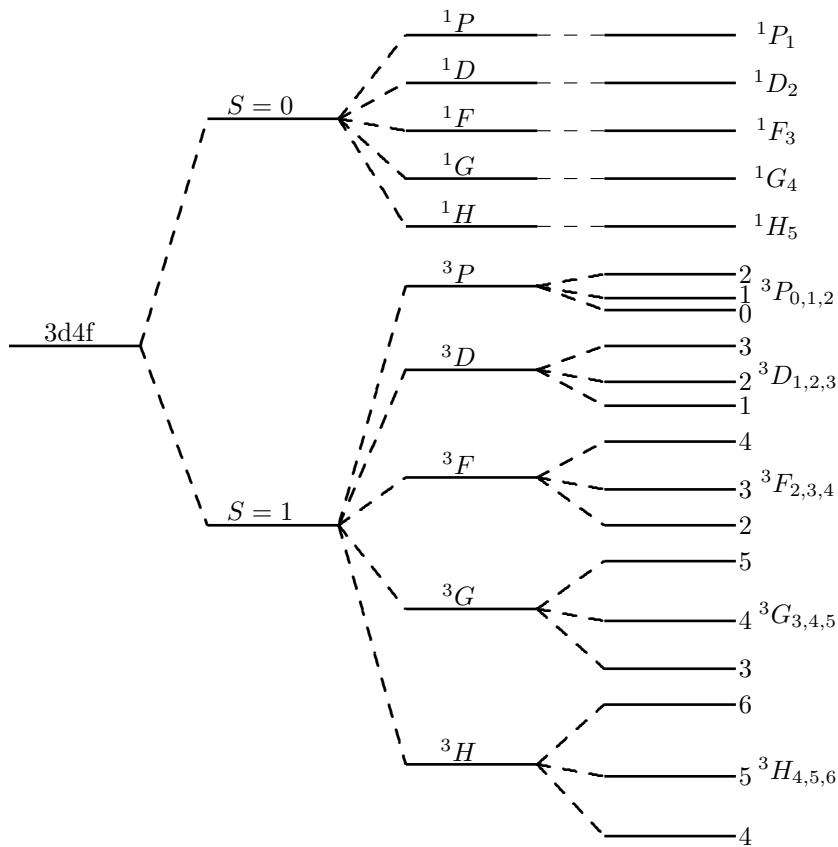 ¹P
¹P₁
¹D
¹D₂
S = 0
¹F
¹F₃
¹G
¹G₄
¹H
¹H₅
³P
2
1 ³P₀,₁,₂
0
3d4f
3
³D
2 ³D₁,₂,₃
1
4
³F
3 ³F₂,₃,₄
S = 1
2
5
³G
4 ³G₃,₄,₅
3
6
³H
5 ³H₄,₅,₆
4